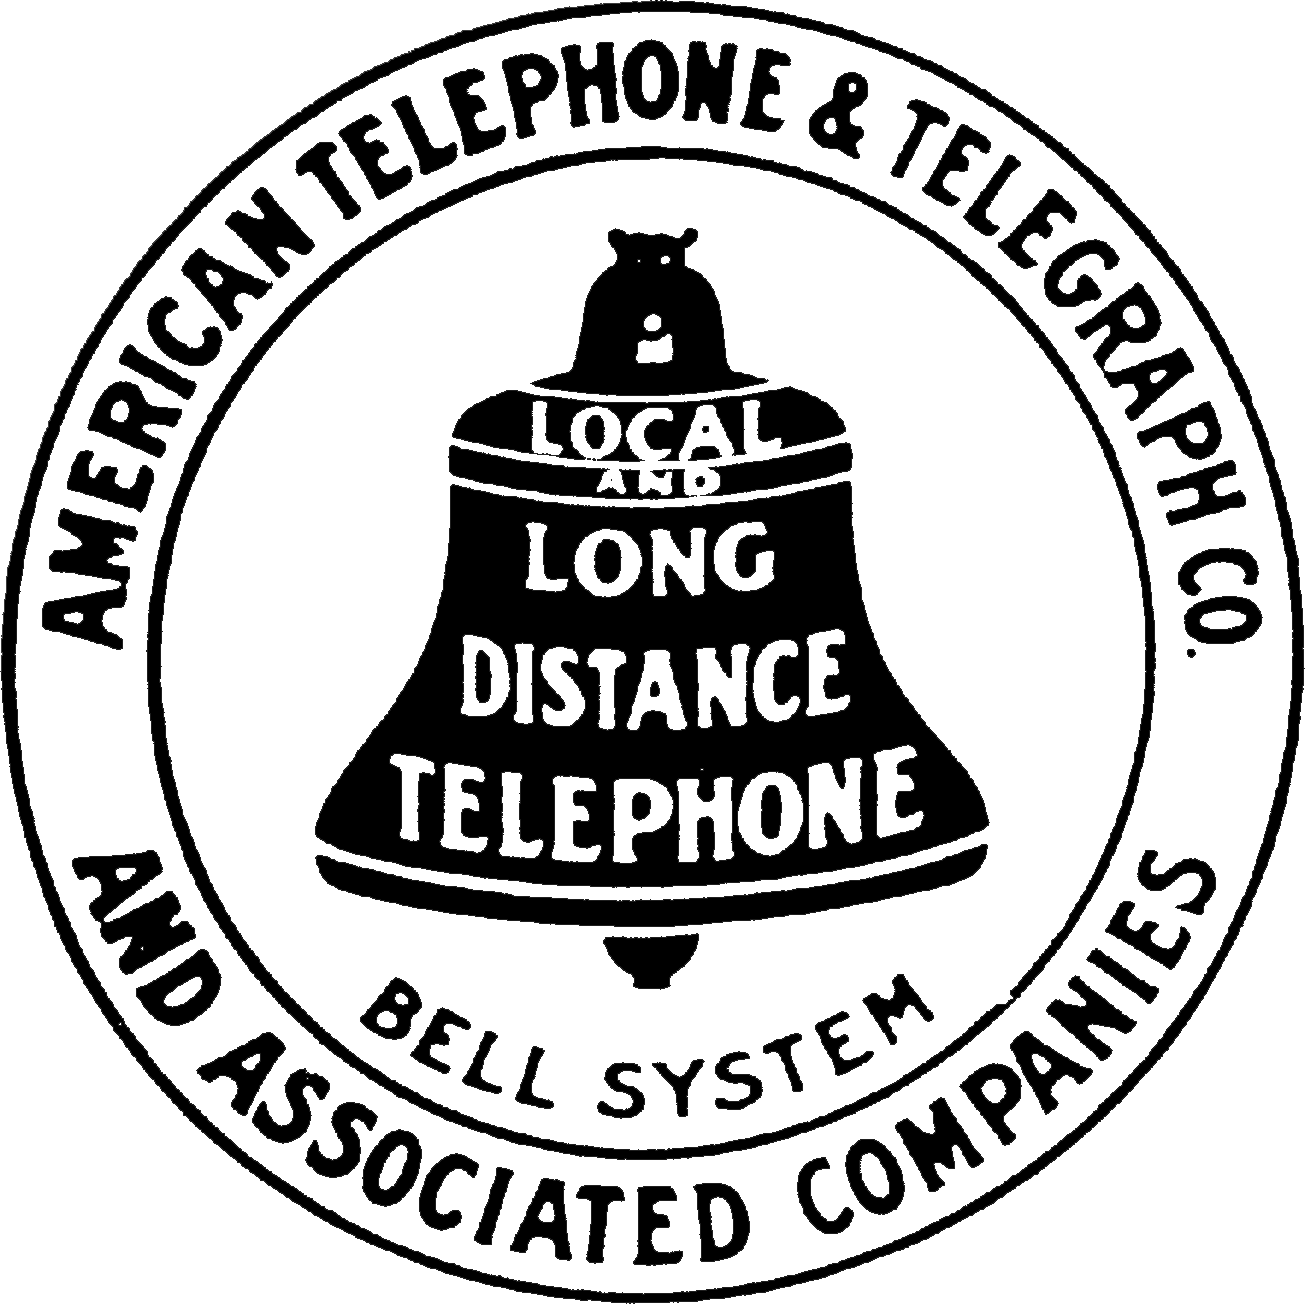 AMERICAN TELEPHONE & TELEGRAPH CO.
LOCAL
AND
LONG
DISTANCE
TELEPHONE
BELL SYSTEM
AND ASSOCIATED COMPANIES